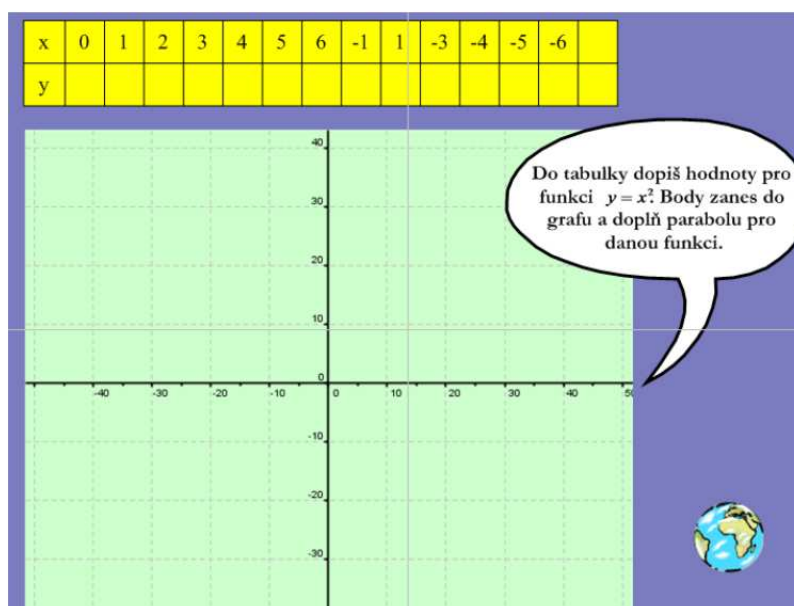 x 0 1 2 3 4 5 6 -1 1 -3 -4 -5 -6
y
Do tabulky dopiš hodnoty pro
funkci y = x². Body zanes do
grafu a doplň parabolu pro
danou funkci.
40
30
20
10
0
-40 -30 -20 -10 0 10 20 30 40 50
-10
-20
-30